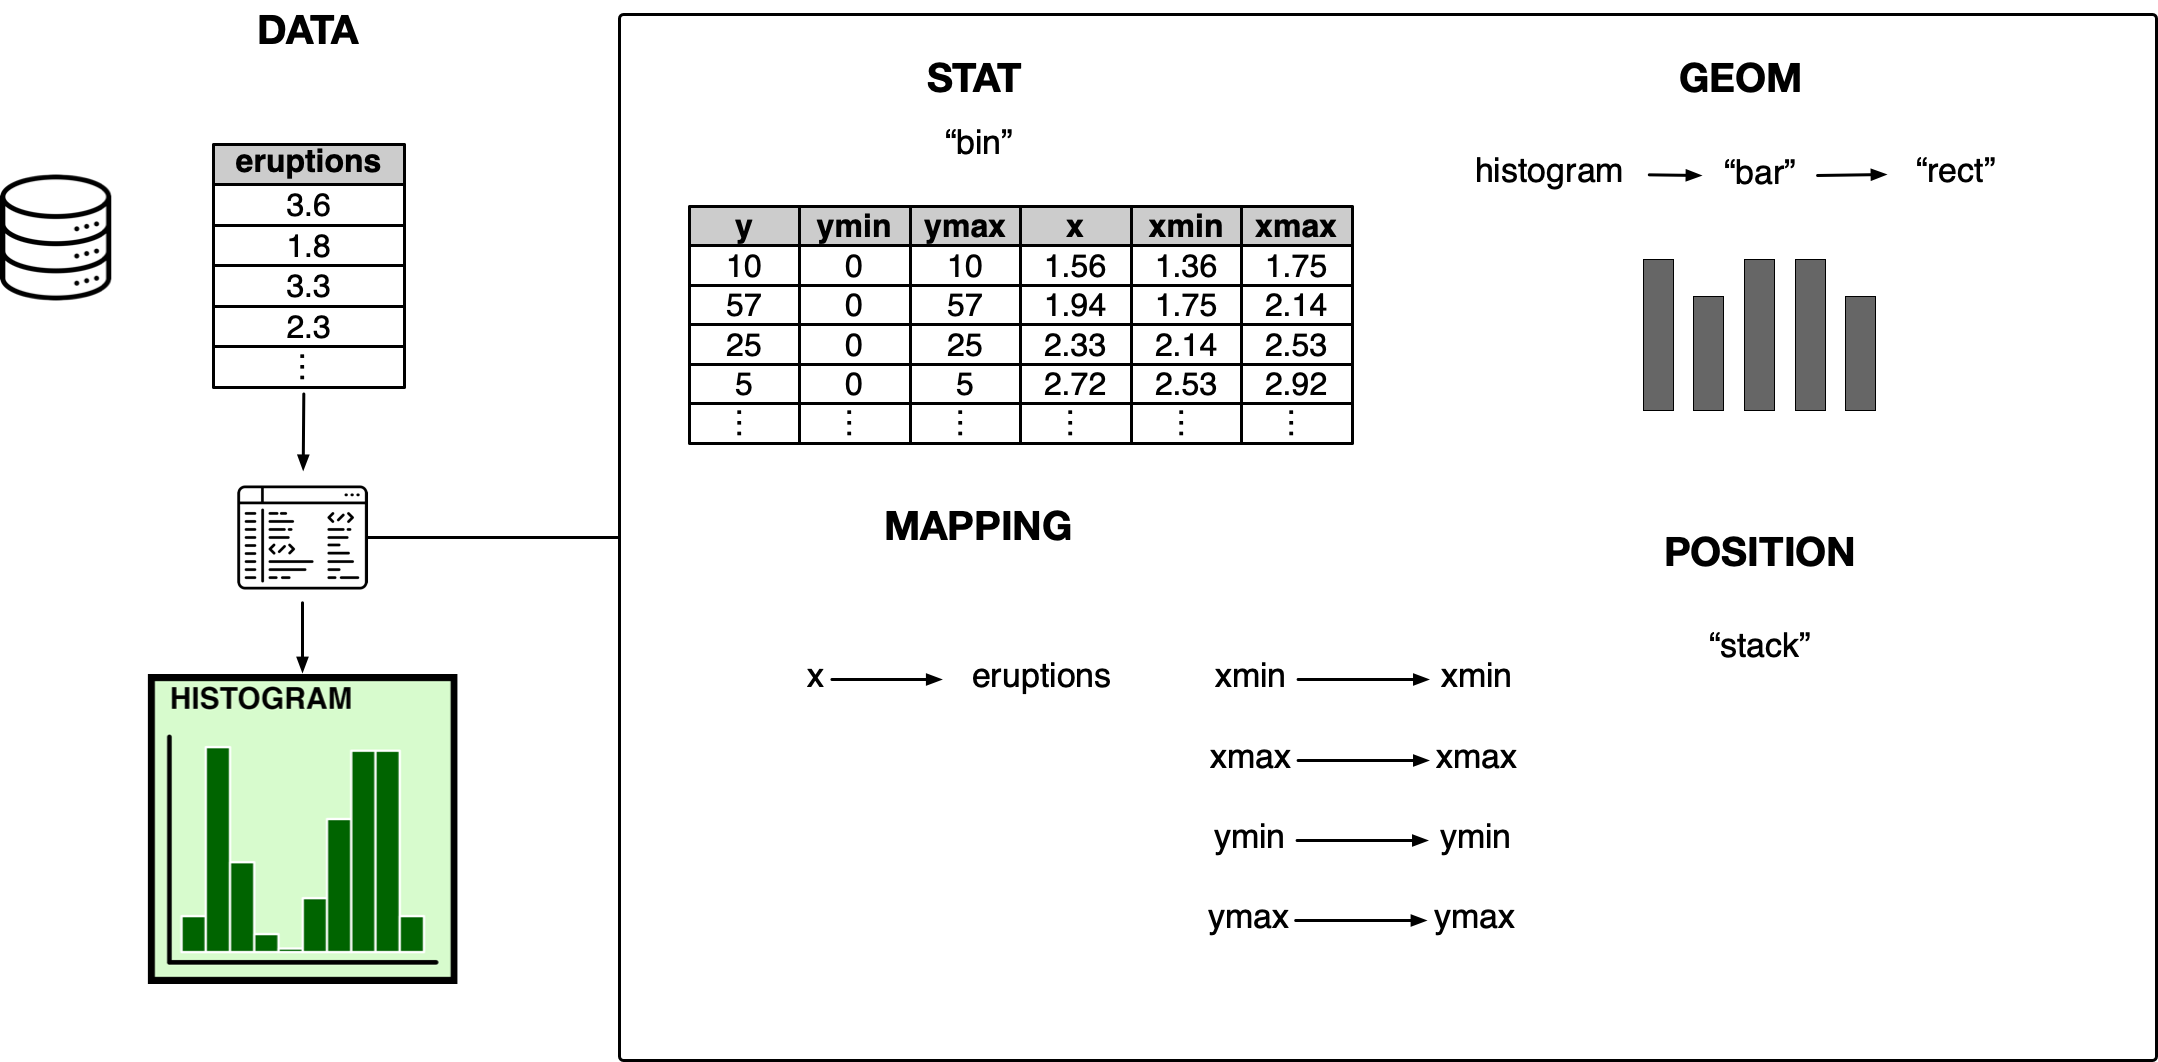 DATA
eruptions
3.6
1.8
3.3
2.3
⋮
HISTOGRAM
STAT
“bin”
y ymin ymax x xmin xmax
10 0 10 1.56 1.36 1.75
57 0 57 1.94 1.75 2.14
25 0 25 2.33 2.14 2.53
5 0 5 2.72 2.53 2.92
⋮ ⋮ ⋮ ⋮ ⋮ ⋮
GEOM
histogram “bar” “rect”
MAPPING
x eruptions
xmin xmin
xmax xmax
ymin ymin
ymax ymax
POSITION
“stack”